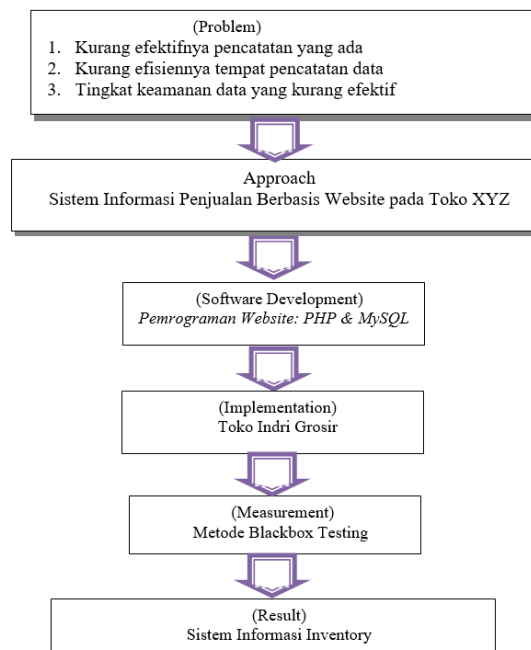 (Problem)
1. Kurang efektifnya pencatatan yang ada
2. Kurang efisiennya tempat pencatatan data
3. Tingkat keamanan data yang kurang efektif
Approach
Sistem Informasi Penjualan Berbasis Website pada Toko XYZ
(Software Development)
Pemrograman Website: PHP & MySQL
(Implementation)
Toko Indri Grosir
(Measurement)
Metode Blackbox Testing
(Result)
Sistem Informasi Inventory